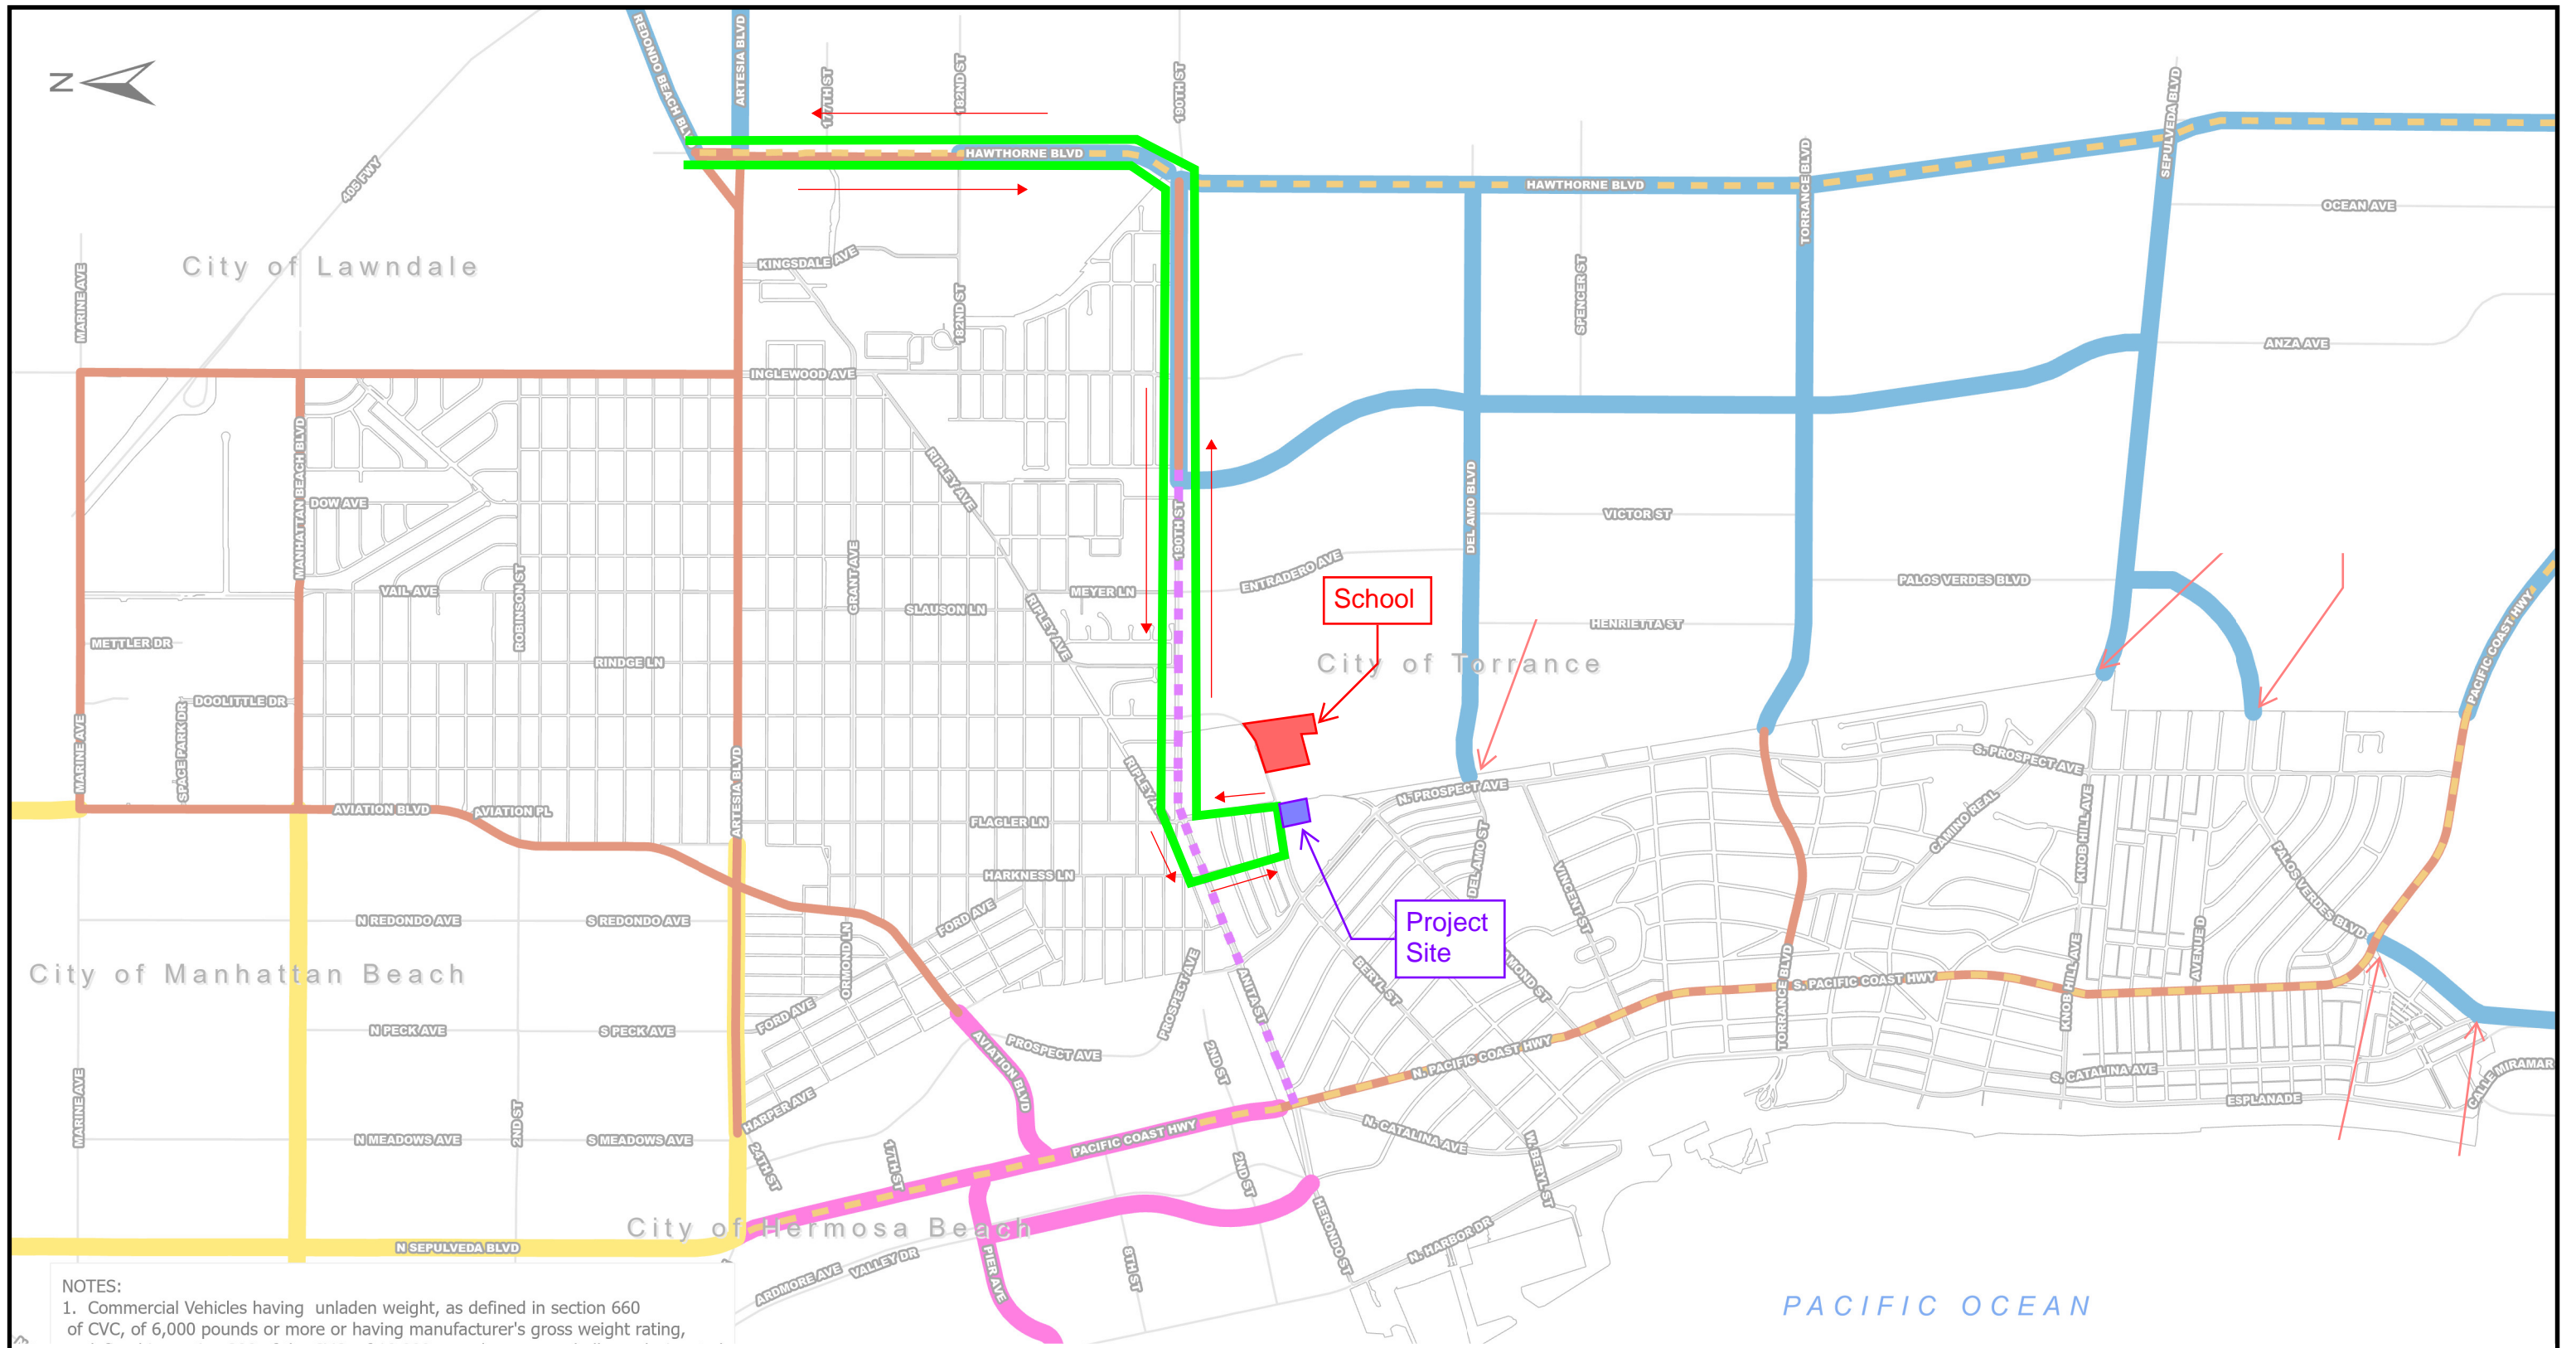 REDONDO BEACH BLV
ARTESIA BLVD
177TH ST
182ND ST
190TH ST
N
405 FWY
HAWTHORNE BLVD
HAWTHORNE BLVD
TORRANCE BLVD
SEPULVEDA BLVD
OCEAN AVE
City of Lawndale
MARINE AVE
KINGSDALE AVE
182ND ST
SPENCER ST
ANZA AVE
INGLEWOOD AVE
MANHATTAN BEACH BLVD
DOW AVE
RIPLEY AVE
190TH ST
DEL AMO BLVD
VICTOR ST
ENTRADERO AVE
ROBINSON ST
GRANT AVE
VAIL AVE
SLAUSON LN
MEYER LN
RIPLEY AVE
School
PALOS VERDES BLVD
HENRIETTA ST
PACIFIC COAST HWY
METTLER DR
RINDGE LN
City of Torrance
DOOLITTLE DR
SPACE PARK DR
MARINE AVE
ARTESIA BLVD
RIPLEY A
S. PROSPECT AVE
N. PROSPECT AVE
AVIATION BLVD
AVIATION PL
FLAGLER LN
CAMINO REAL
KNOB HILL AVE
DEL AMO ST
HARKNESS LN
VINCENT ST
PALOS VERDES BLVD
N REDONDO AVE
S REDONDO AVE
FORD AVE
Project
Site
ORMOND LN
AVENUE D
City of Manhattan Beach
PROSPECT AVE
ANITA ST
BERYL ST
MOND ST
TORRANCE BLVD
S. PACIFIC COAST HWY
KNOB HILL AVE
N PECK AVE
S PECK AVE
FORD AVE
PROSPECT AVE
AVIATION BLVD
2ND ST
N. PACIFIC COAST HWY
S. CATALINA AVE
CALLE MIRAMAR
ESPLANADE
MARINE AVE
2ND ST
HARPER AVE
N MEADOWS AVE
S MEADOWS AVE
24TH ST
17TH ST
PACIFIC COAST HWY
2ND ST
N. CATALINA AVE
W. BERYL ST
City of Hermosa Beach
N SEPULVEDA BLVD
PIER AVE
8TH ST
HERONDO ST
N. HARBOR DR
ARDMORE AVE
VALLEY DR
PACIFIC OCEAN
NOTES:
1. Commercial Vehicles having unladen weight, as defined in section 660
of CVC, of 6,000 pounds or more or having manufacturer's gross weight rating,